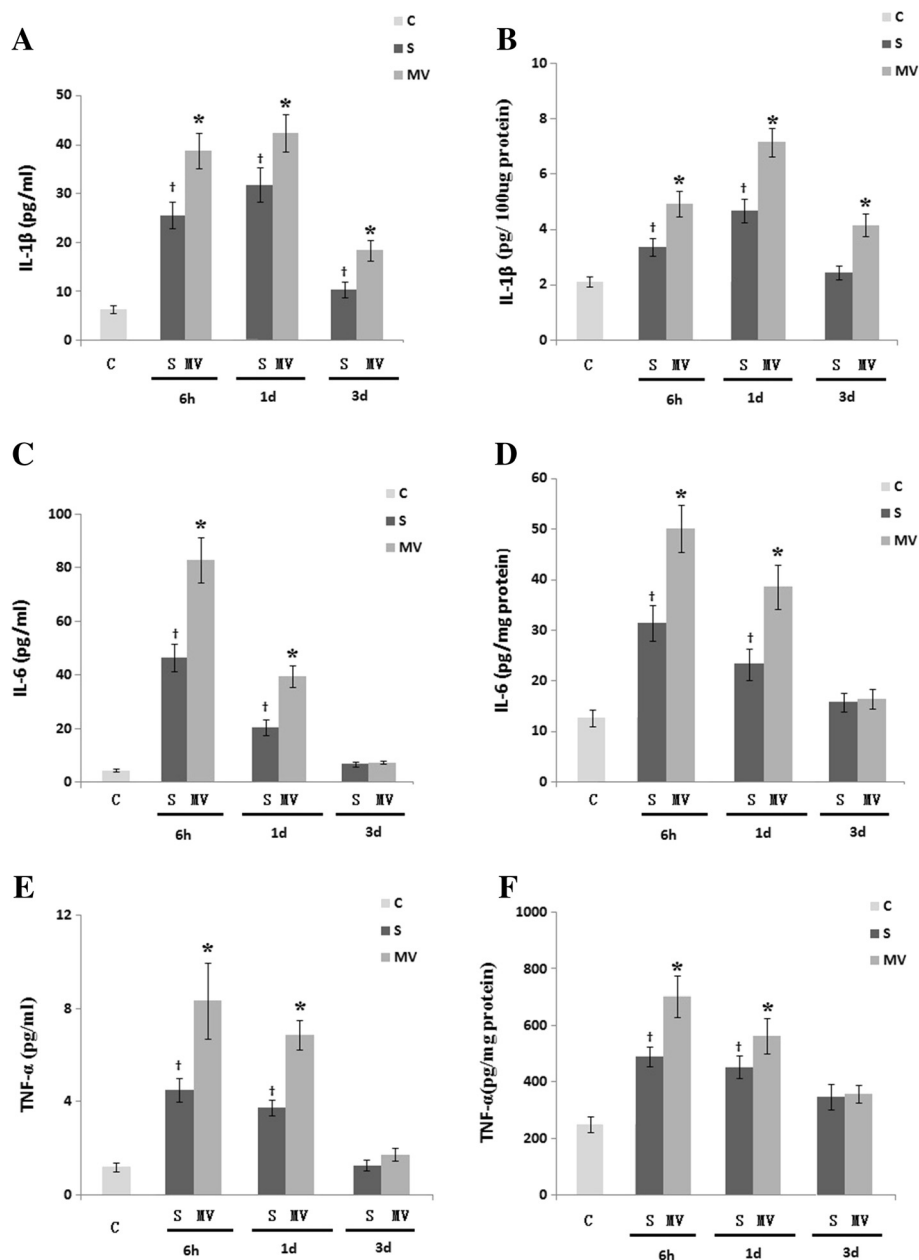 A
C
S
MV
IL-1β (pg/ml)
50
40
30
20
10
0
* *
† †
*
†
C S MV S MV S MV
6h 1d 3d
B
C
S
MV
IL-1β (pg/ 100ug protein)
10
8
6
4
2
0
*
* † *
†
C S MV S MV S MV
6h 1d 3d
C
C
S
MV
IL-6 (pg/ml)
100
80
60
40
20
0
*
† *
†
C S MV S MV S MV
6h 1d 3d
D
C
S
MV
IL-6 (pg/mg protein)
60
50
40
30
20
10
0
*
† *
†
C S MV S MV S MV
6h 1d 3d
E
C
S
MV
TNF-α (pg/ml)
12
8
4
0
*
† *
†
C S MV S MV S MV
6h 1d 3d
F
C
S
MV
TNF-α(pg/mg protein)
1000
800
600
400
200
0
*
† *
†
C S MV S MV S MV
6h 1d 3d